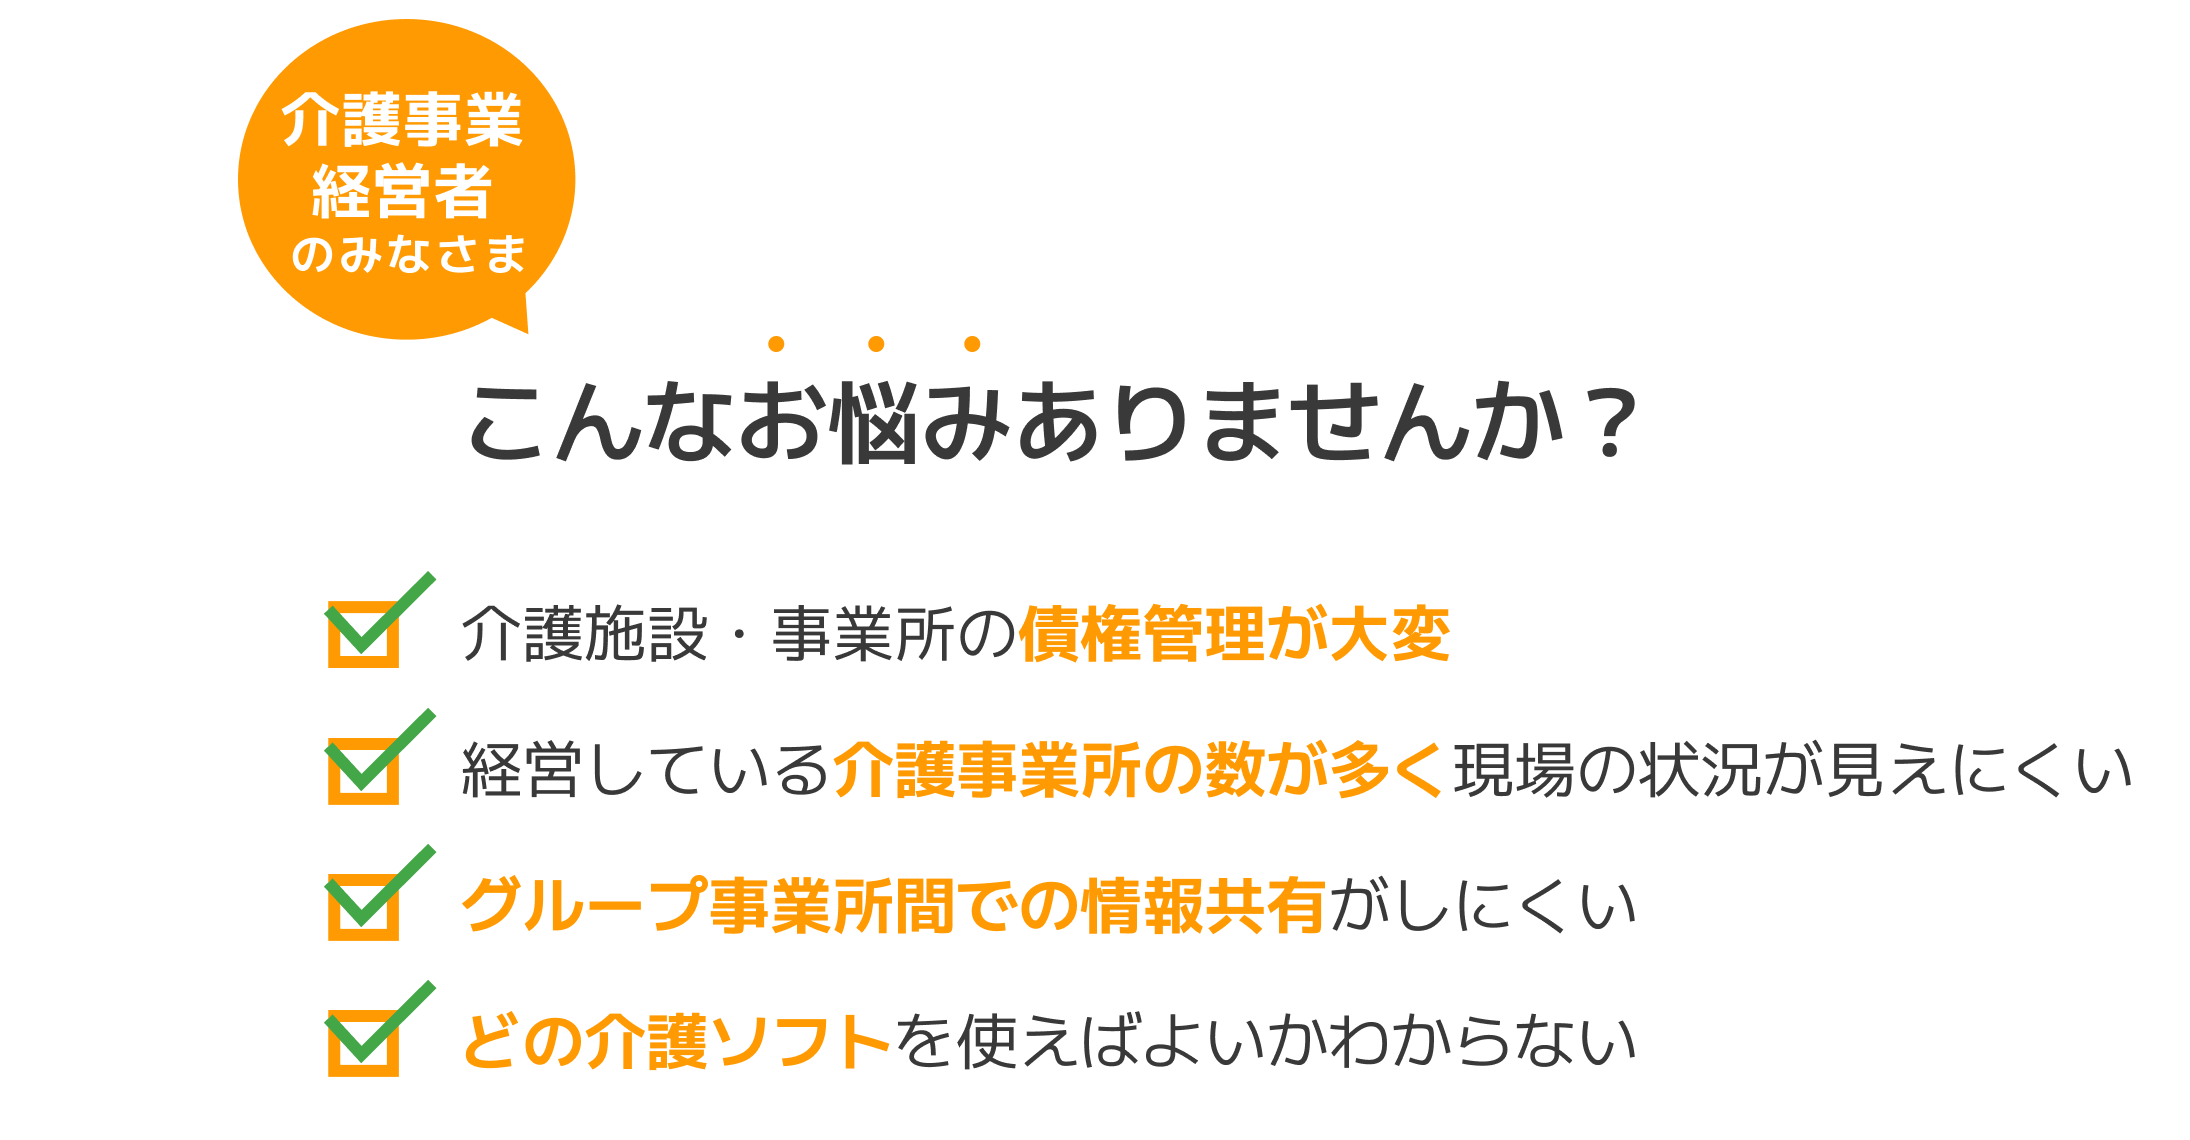 介護事業
経営者
のみなさま
こんなお悩みありませんか？
介護施設・事業所の債権管理が大変
経営している介護事業所の数が多く現場の状況が見えにくい
グループ事業所間での情報共有がしにくい
どの介護ソフトを使えばよいかわからない